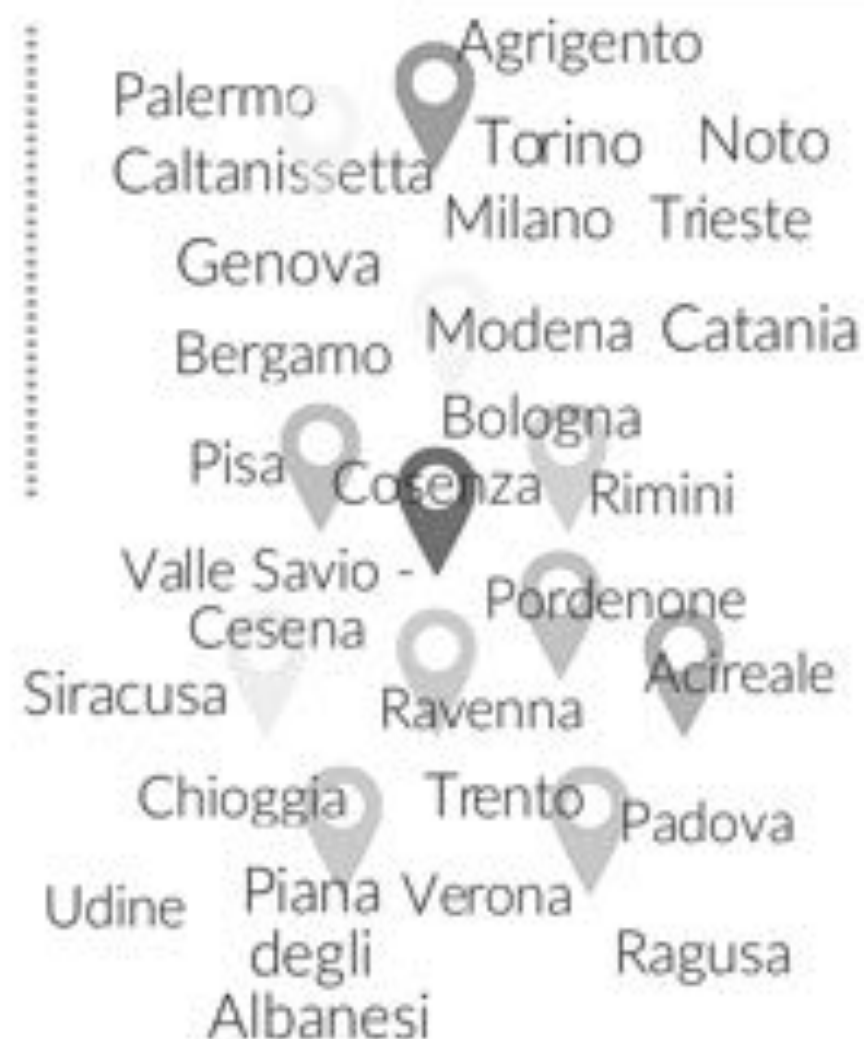 Agrigento
Palermo
Torino Noto
Caltanissetta
Milano Trieste
Genova
Modena Catania
Bergamo
Bologna
Pisa Cosenza Rimini
Valle Savio -
Cesena
Pordenone
Siracusa Ravenna Acireale
Chioggia Trento Padova
Udine Piana
degli
Albanesi
Verona
Ragusa